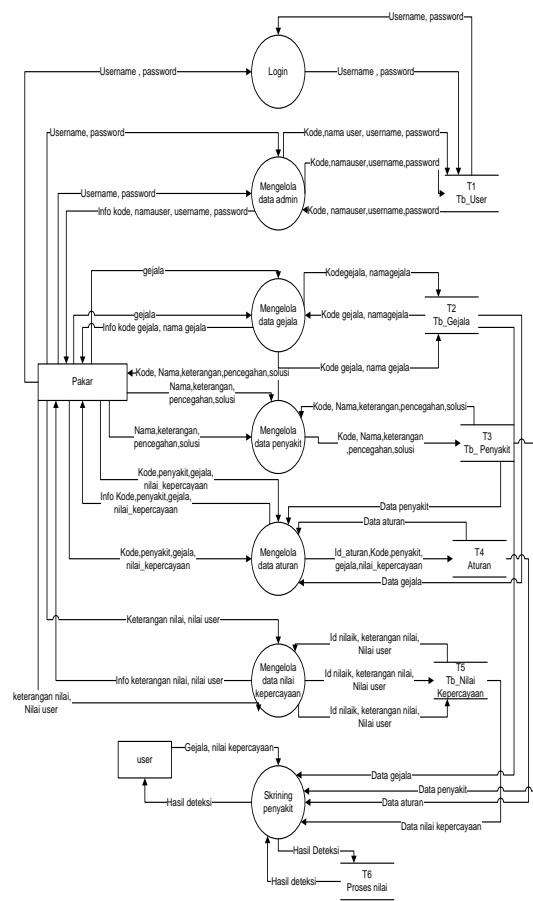 Username, password
Login
Username , password
Username , password
Username, password
Kode,nama user, username, password
Kode,namauser,username,password
Mengelola
data admin
T1
Tb_User
Username, password
Info kode, namauser, username, password
Kode, namauser,username,password
gejala
Kodegejala, namagejala
Mengelola
data gejala
gejala
Kode gejala, namagejala
T2
Tb_Gejala
Info kode gejala, nama gejala
Kode gejala, nama gejala
Kode, Nama,keterangan,pencegahan,solusi
Pakar
Nama,keterangan,
pencegahan,solusi
Kode, Nama,keterangan,pencegahan,solusi
Mengelola
data penyakit
Nama,keterangan,
pencegahan,solusi
Kode, Nama,keterangan
,pencegahan,solusi
T3
Tb_ Penyakit
Kode,penyakit,gejala,
nilai_kepercayaan
Info Kode,penyakit,gejala,
nilai_kepercayaan
Data penyakit
Data aturan
Mengelola
data aturan
Kode,penyakit,gejala,
nilai_kepercayaan
Id_aturan,Kode,penyakit,
gejala,nilai_kepercayaan
T4
Aturan
Data gejala
Keterangan nilai, nilai user
Id nilaik, keterangan nilai,
Nilai user
Mengelola
data nilai
kepercayaan
Info keterangan nilai, nilai user
Id nilaik, keterangan nilai,
Nilai user
T5
Tb_Nilai
Kepercayaan
keterangan nilai,
Nilai user
Id nilaik, keterangan nilai,
Nilai user
user
Gejala, nilai kepercayaan
Hasil deteksi
Skrining
penyakit
Data gejala
Data penyakit
Data aturan
Data nilai kepercayaan
Hasil Deteksi
Hasil deteksi
T6
Proses nilai